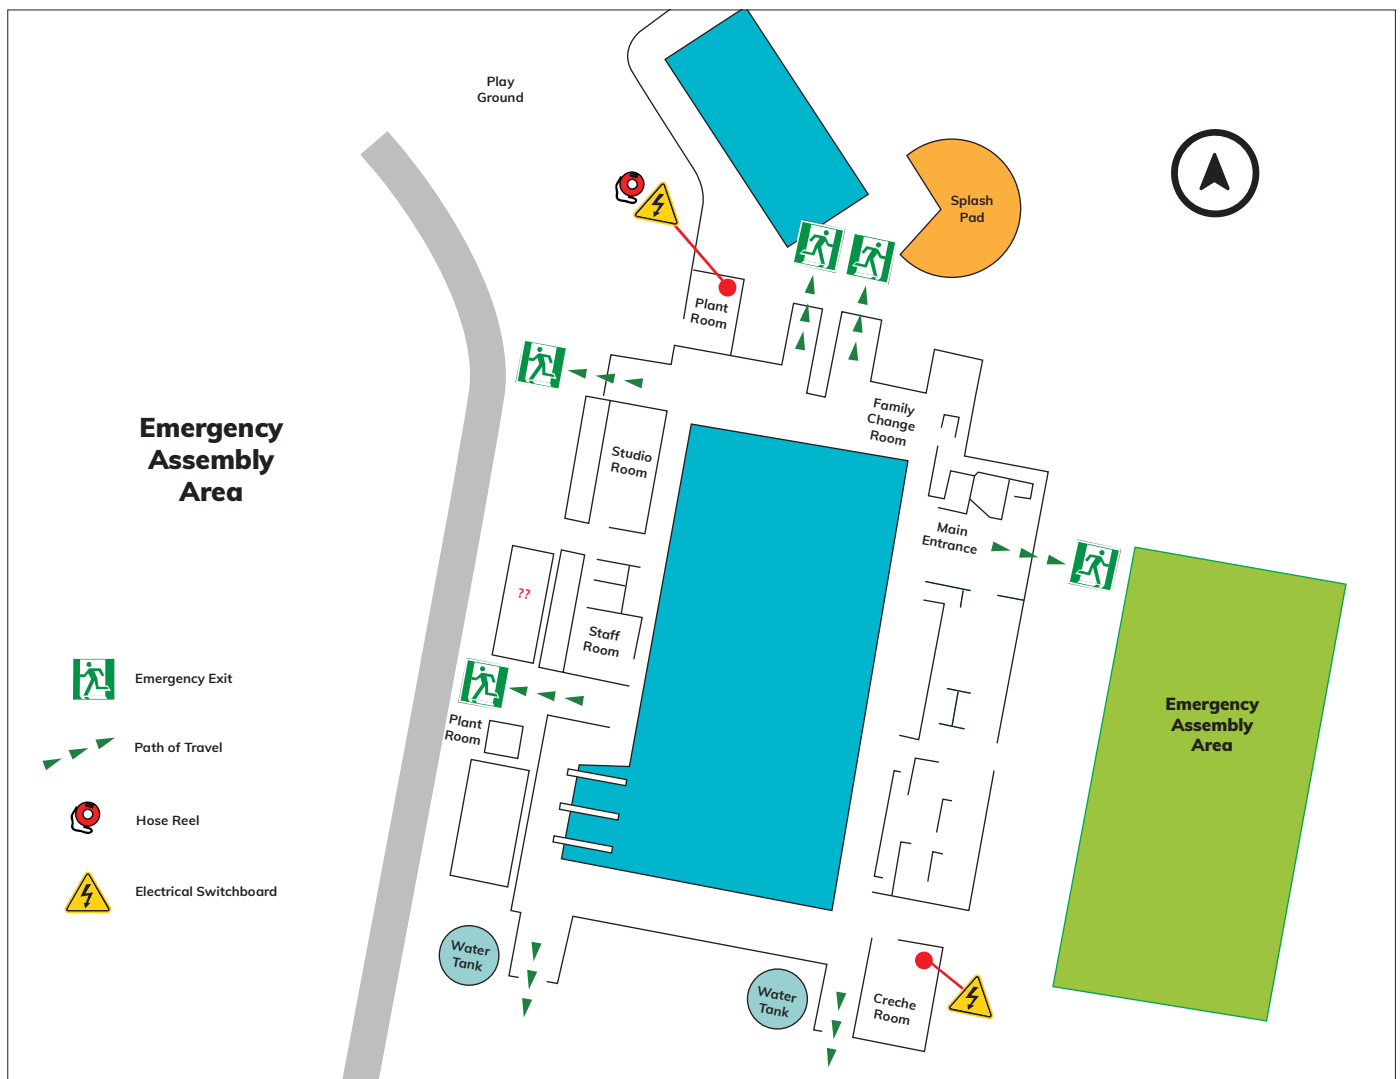 Play
Ground
Splash
Pad
Plant
Room
Family
Change
Room
Emergency
Assembly
Area
Studio
Room
Main
Entrance
??
Staff
Room
Emergency Exit
Plant
Room
Emergency
Assembly
Area
Path of Travel
Hose Reel
Electrical Switchboard
Water
Tank
Water
Tank
Creche
Room